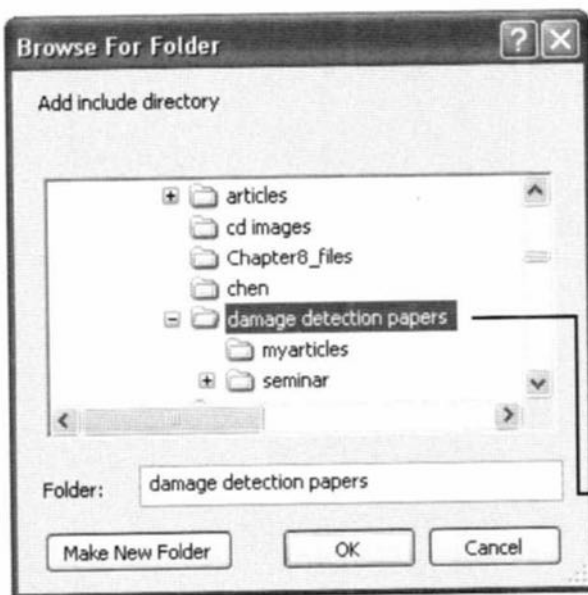 Browse For Folder
Add include directory
articles
cd images
Chapter8_files
chen
damage detection papers
myarticles
seminar
Folder: damage detection papers
Make New Folder OK Cancel